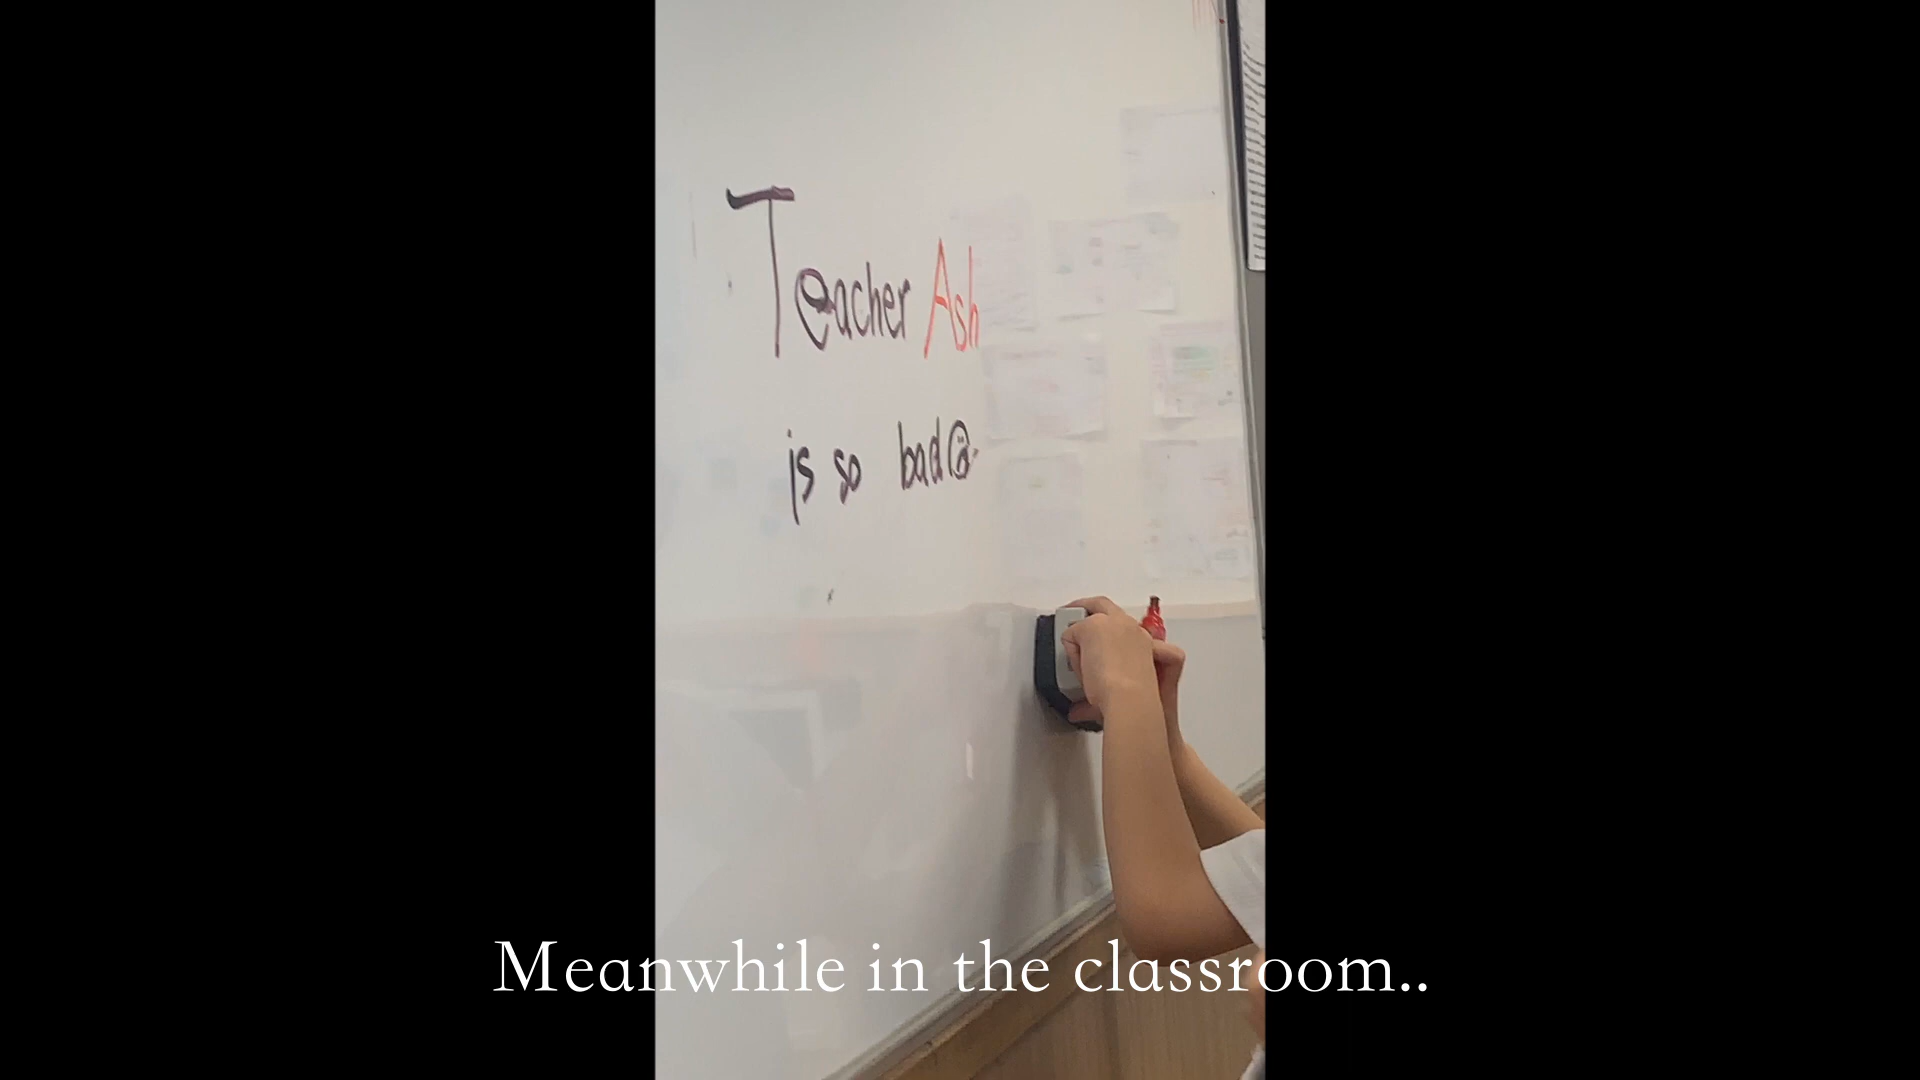 Teacher Ash
is so bad☹
Meanwhile in the classroom..